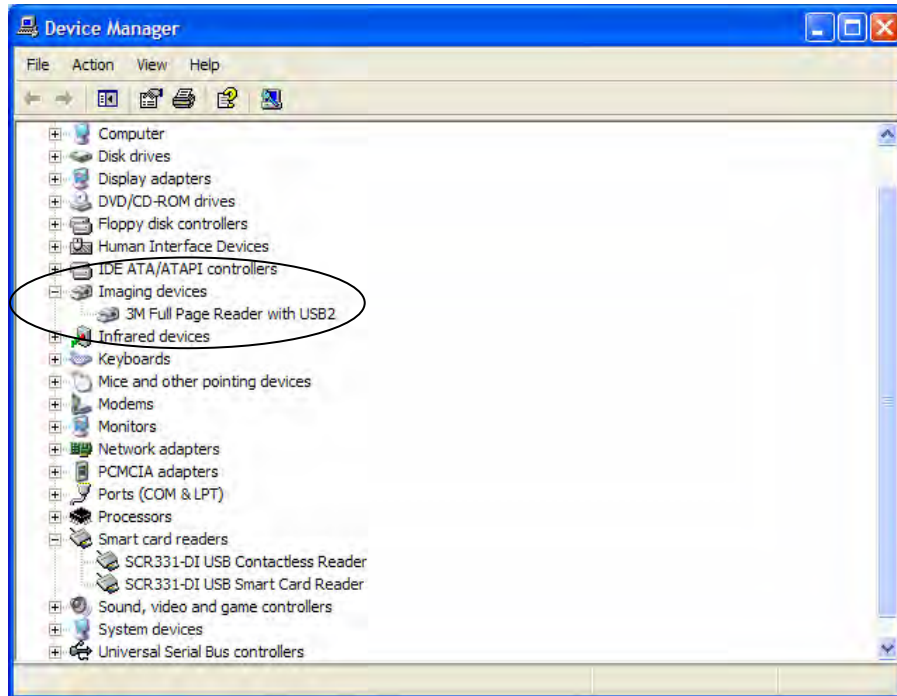 Device Manager
File Action View Help
Computer
Disk drives
Display adapters
DVD/CD-ROM drives
Floppy disk controllers
Human Interface Devices
IDE ATA/ATAPI controllers
Imaging devices
3M Full Page Reader with USB2
Infrared devices
Keyboards
Mice and other pointing devices
Modems
Monitors
Network adapters
PCMCIA adapters
Ports (COM & LPT)
Processors
Smart card readers
SCR331-DI USB Contactless Reader
SCR331-DI USB Smart Card Reader
Sound, video and game controllers
System devices
Universal Serial Bus controllers